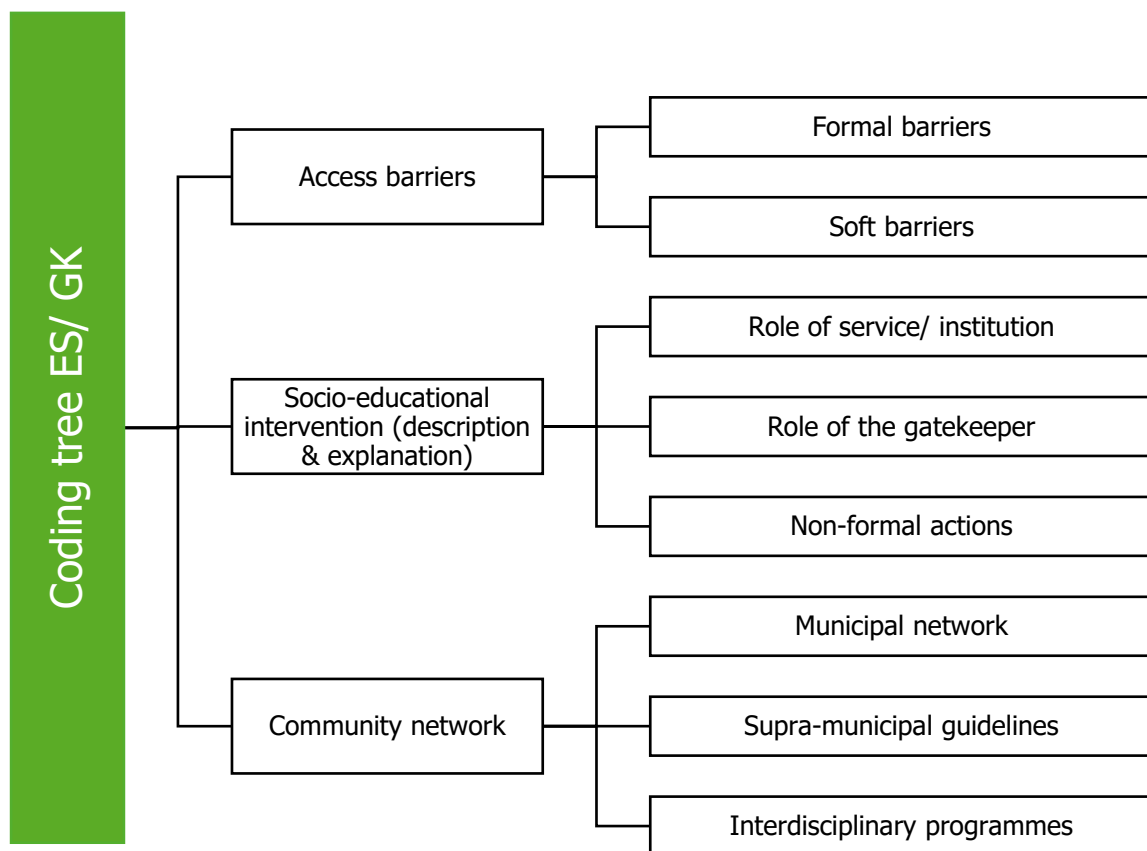 Coding tree ES/ GK
Access barriers
Formal barriers
Soft barriers
Socio-educational
intervention (description
& explanation)
Role of service/ institution
Role of the gatekeeper
Non-formal actions
Community network
Municipal network
Supra-municipal guidelines
Interdisciplinary programmes